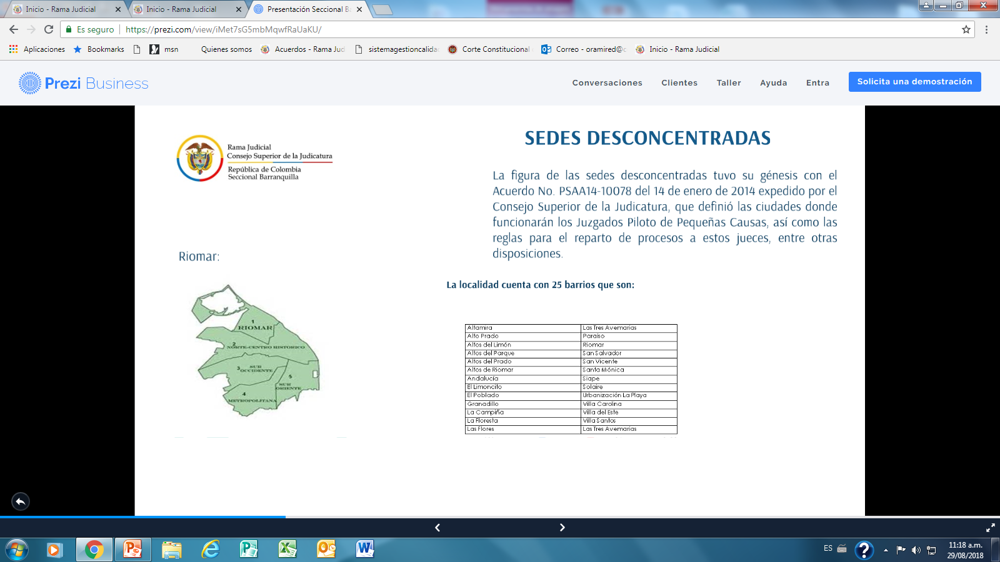 Inicio - Rama Judicial
Inicio - Rama Judicial
Presentación Seccional B
Es seguro
https://prezi.com/view/iMet7sG5mbMqwfRaUaKU/
Aplicaciones
Bookmarks
msn
Quienes somos
Acuerdos - Rama Jud
sistemagestioncalida
Corte Constitucional
Correo - oramired@c
Inicio - Rama Judicial
Prezi Business
Conversaciones
Clientes
Taller
Ayuda
Entra
Solicita una demostración
Rama Judicial
Consejo Superior de la Judicatura
República de Colombia
Seccional Barranquilla
SEDES DESCONCENTRADAS
La figura de las sedes desconcentradas tuvo su génesis con el
Acuerdo No. PSAA14-10078 del 14 de enero de 2014 expedido por el
Consejo Superior de la Judicatura, que definió las ciudades donde
funcionarán los Juzgados Piloto de Pequeñas Causas, así como las
reglas para el reparto de procesos a estos jueces, entre otras
disposiciones.
Riomar:
1
RIOMAR
2
NORTE-CENTRO HISTORICO
3
SUR
OCCIDENTE
5
SUR
ORIENTE
4
METROPOLITANA
La localidad cuenta con 25 barrios que son:
Altamira Las Tres Avemarias
Alto Prado Paraíso
Altos del Limón Riomar
Altos del Parque San Salvador
Altos del Prado San Vicente
Altos de Riomar Santa Mónica
Andalucía Siape
El Limoncito Solaire
El Poblado Urbanización La Playa
Granadillo Villa Carolina
La Campiña Villa del Este
La Floresta Villa Santos
Las Flores Las Tres Avemarias
ES
11:18 a.m.
29/08/2018